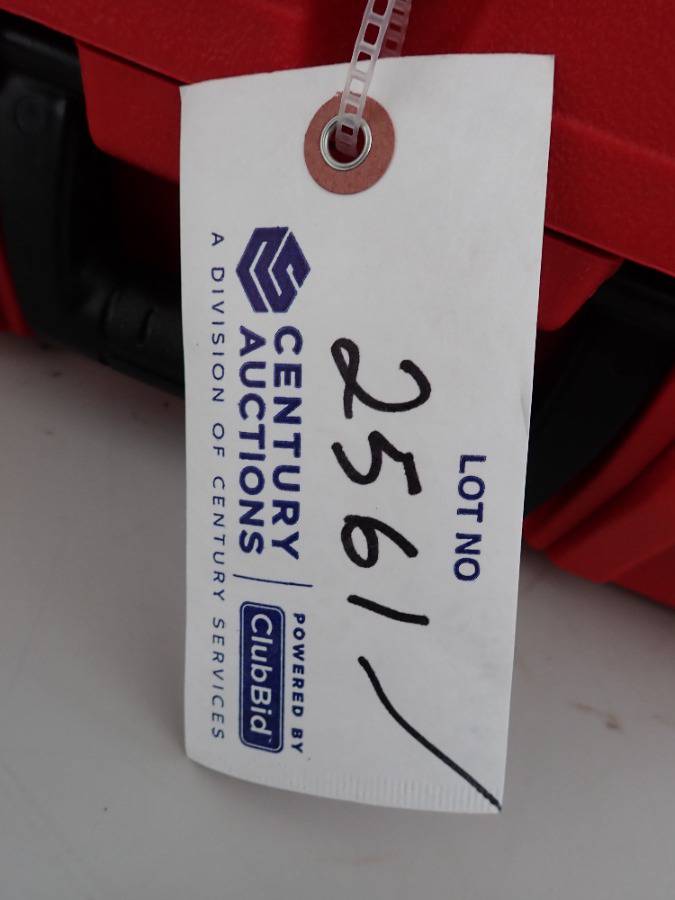 LOT NO
2561/
CENTURY
AUCTIONS
A DIVISION OF CENTURY SERVICES
POWERED BY
ClubBid